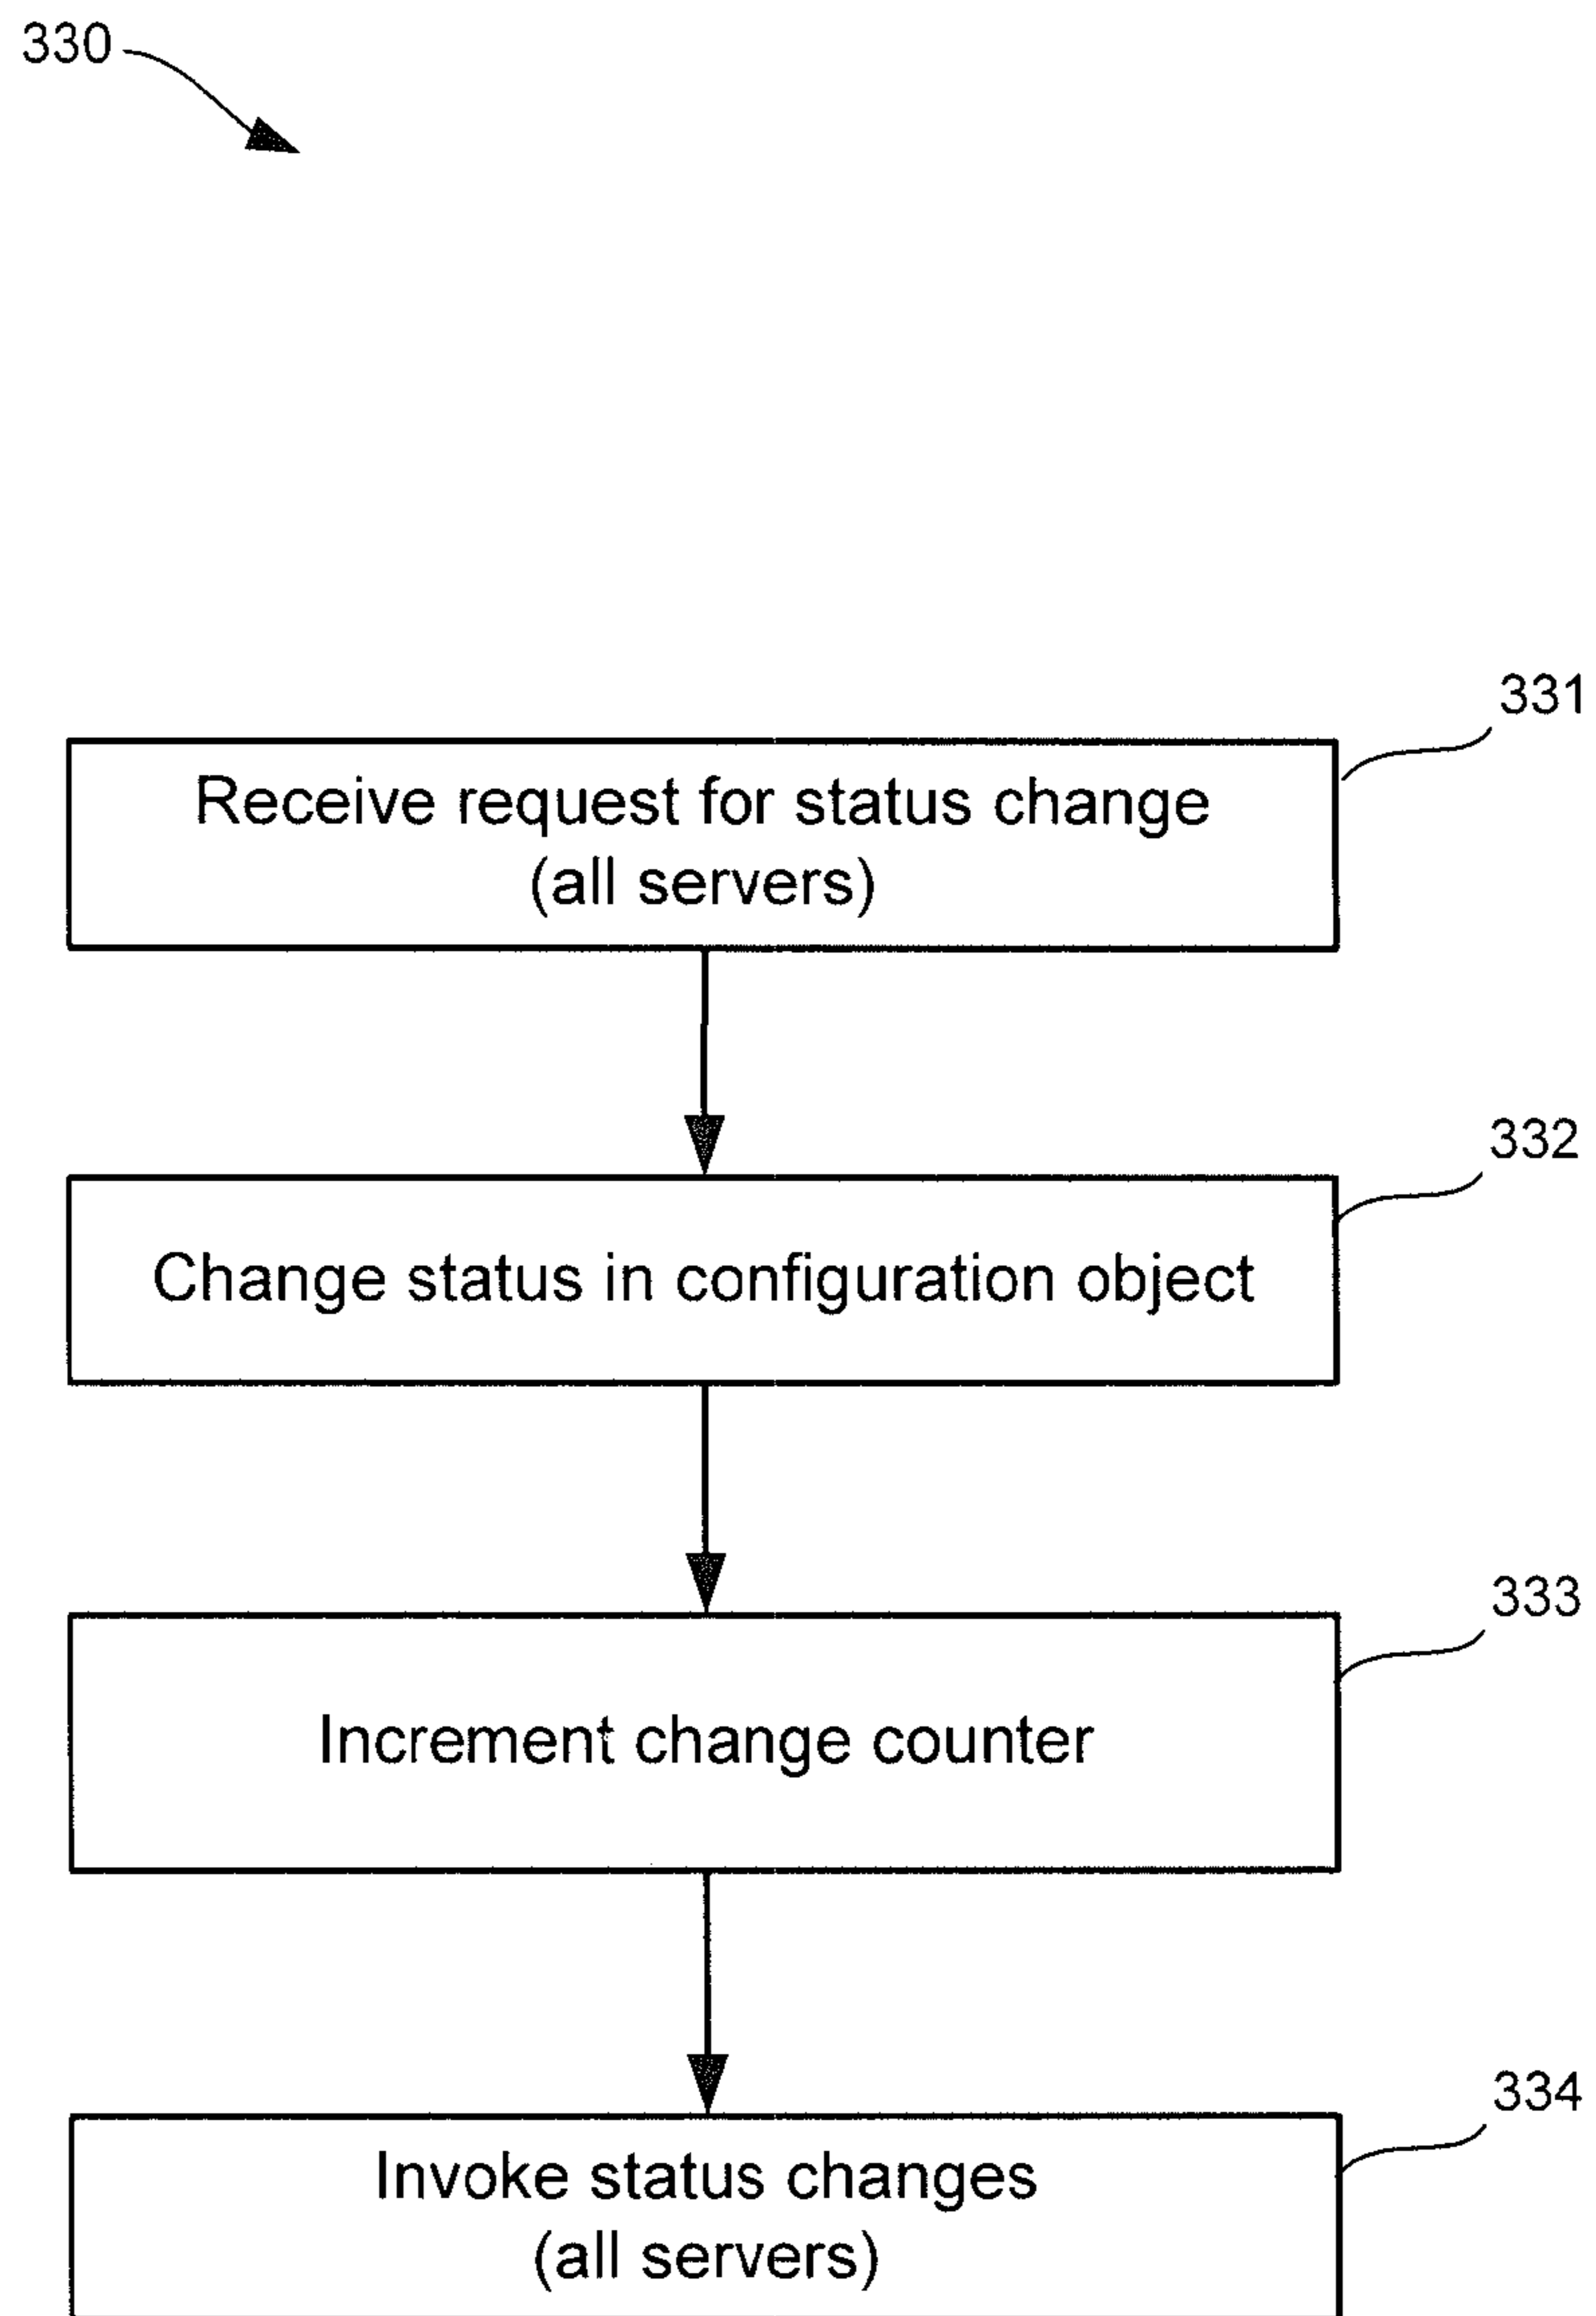 330
331
Receive request for status change
(all servers)
332
Change status in configuration object
333
Increment change counter
334
Invoke status changes
(all servers)